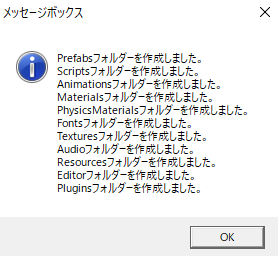 メッセージボックス
Prefabsフォルダーを作成しました。
Scriptsフォルダーを作成しました。
Animationsフォルダーを作成しました。
Materialsフォルダーを作成しました。
PhysicsMaterialsフォルダーを作成しました。
Fontsフォルダーを作成しました。
Texturesフォルダーを作成しました。
Audioフォルダーを作成しました。
Resourcesフォルダーを作成しました。
Editorフォルダーを作成しました。
Pluginsフォルダーを作成しました。
OK